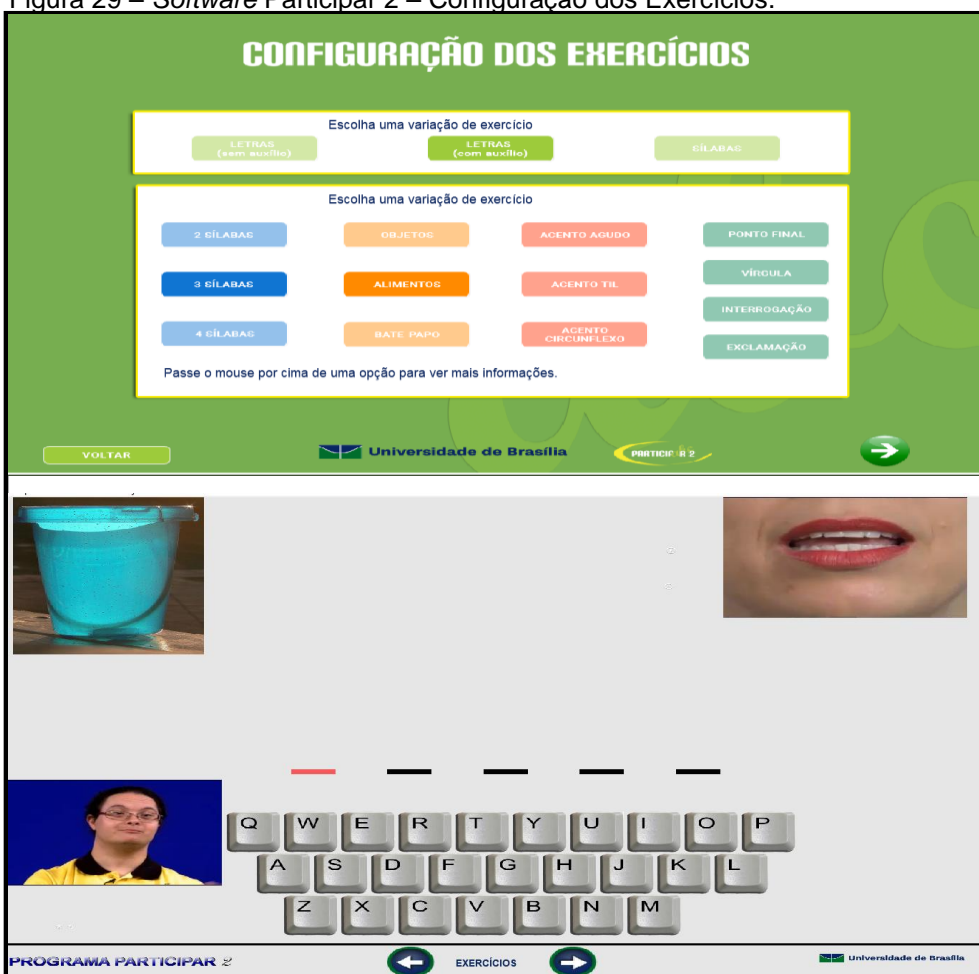 Figura 29 – Software Participar 2 – Configuração dos Exercícios.
CONFIGURAÇÃO DOS EXERCÍCIOS
Escolha uma variação de exercício
LETRAS
(sem auxílio)
LETRAS
(com auxílio)
SÍLABAS
Escolha uma variação de exercício
2 SÍLABAS
OBJETOS
ACENTO AGUDO
PONTO FINAL
3 SÍLABAS
ALIMENTOS
ACENTO TIL
VÍRGULA
INTERROGAÇÃO
4 SÍLABAS
BATE-PAPO
ACENTO
CIRCUNFLEXO
EXCLAMAÇÃO
Passe o mouse por cima de uma opção para ver mais informações.
VOLTAR
Universidade de Brasília
PARTICIPAR 2
Q W E R T Y U I O P
A S D F G H J K L
Z X C V B N M
PROGRAMA PARTICIPAR 2
EXERCÍCIOS
Universidade de Brasília